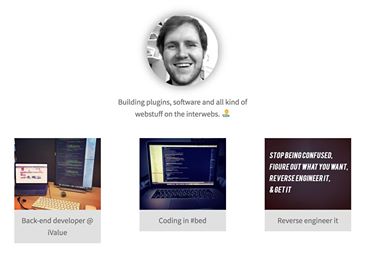 Building plugins, software and all kind of
webstuff on the interwebs.
STOP BEING CONFUSED,
FIGURE OUT WHAT YOU WANT,
REVERSE ENGINEER IT,
& GET IT
Back-end developer @
iValue
Coding in #bed
Reverse engineer it